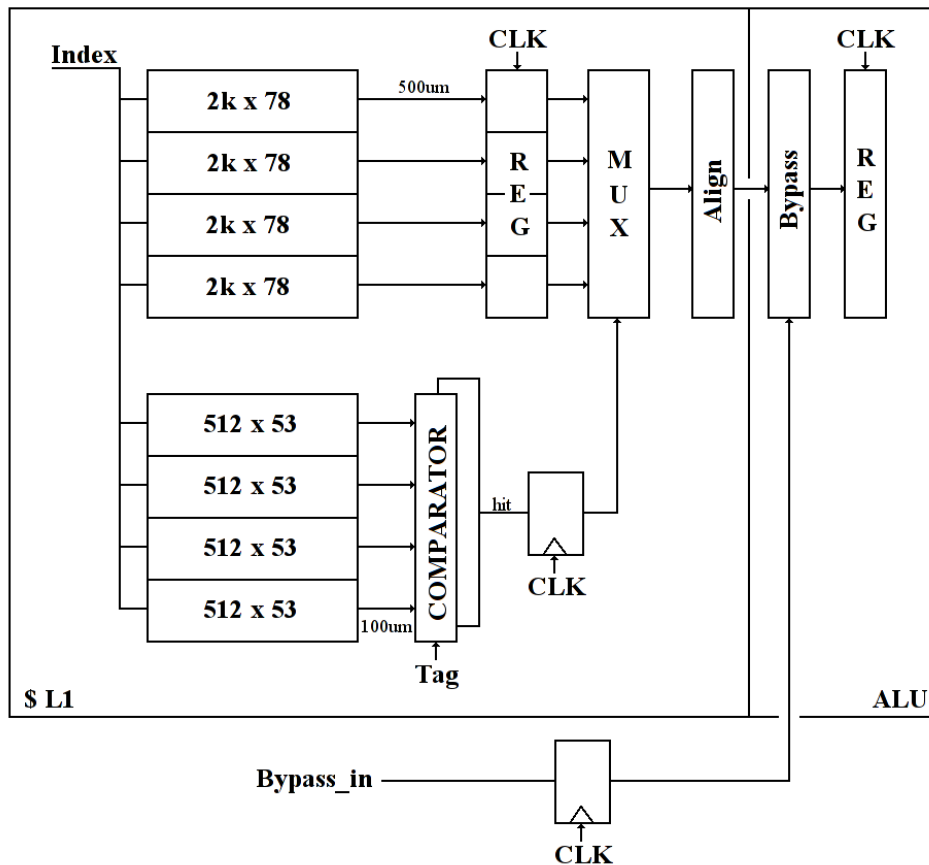 CLK
CLK
Index
500um
2k x 78
2k x 78
2k x 78
2k x 78
R
E
G
M
U
X
Align
Bypass
R
E
G
512 x 53
512 x 53
512 x 53
512 x 53
100um
COMPARATOR
hit
CLK
Tag
$ L1
ALU
Bypass_in
CLK